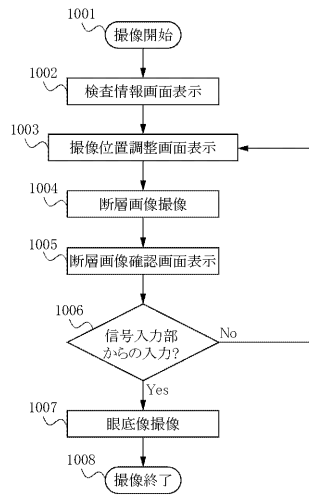 1001
撮像開始
1002
検査情報画面表示
1003
撮像位置調整画面表示
1004
断層画像撮像
1005
断層画像確認画面表示
1006
信号入力部
からの入力?
No
Yes
1007
眼底像撮像
1008
撮像終了